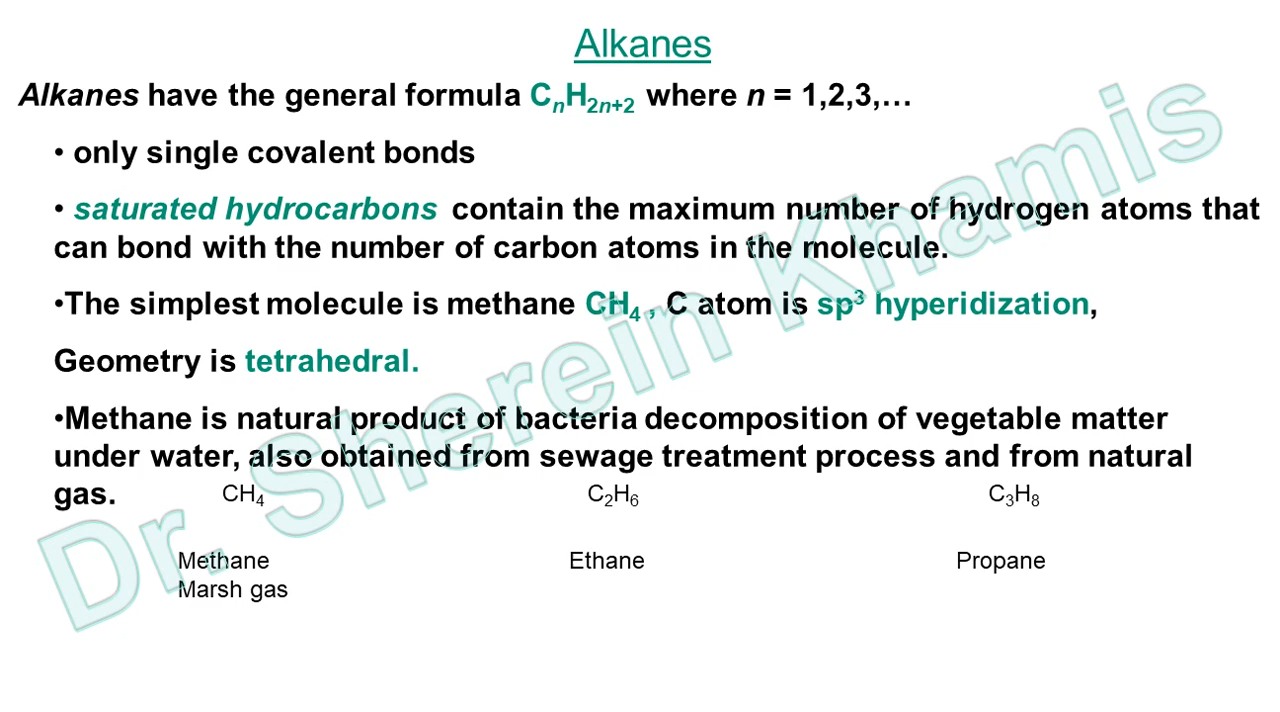 Alkanes
Alkanes have the general formula CnH2n+2 where n = 1,2,3,…
• only single covalent bonds
• saturated hydrocarbons contain the maximum number of hydrogen atoms that
can bond with the number of carbon atoms in the molecule.
•The simplest molecule is methane CH4 , C atom is sp3 hyperidization,
Geometry is tetrahedral.
•Methane is natural product of bacteria decomposition of vegetable matter
under water, also obtained from sewage treatment process and from natural
gas.
CH4 C2H6 C3H8
Methane Ethane Propane
Marsh gas
Dr. Sherein Khamis